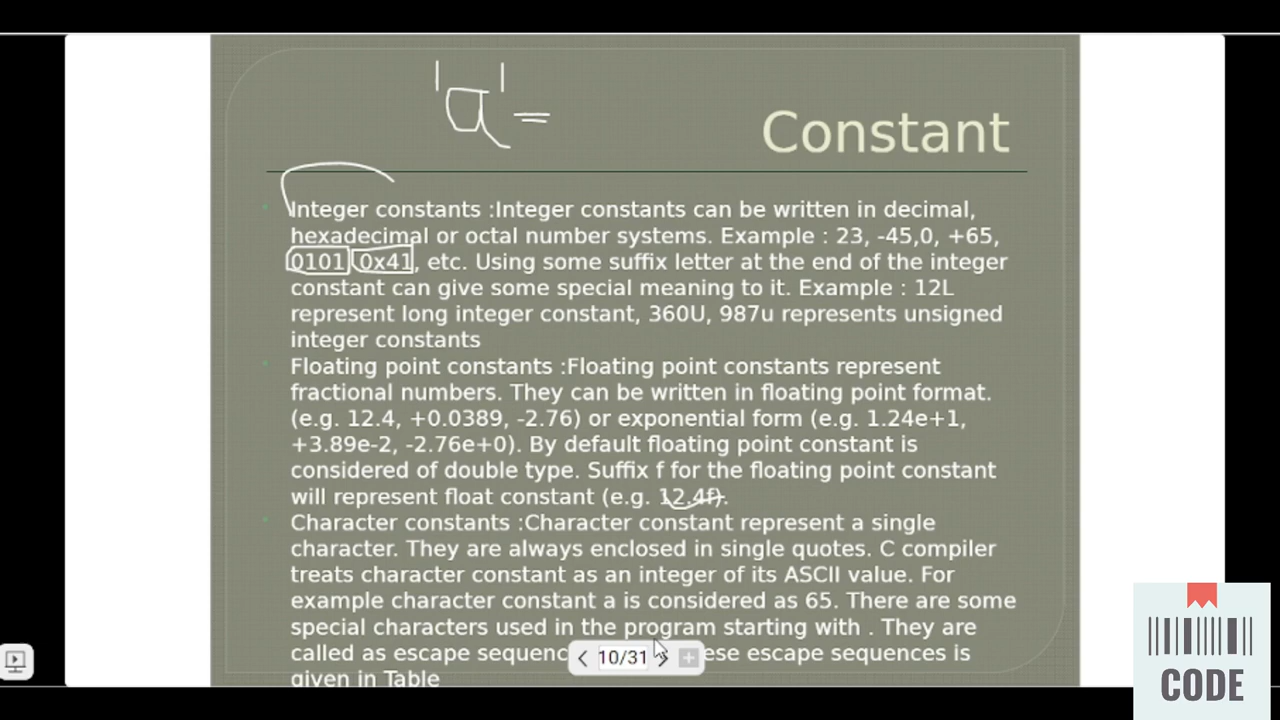 'a' =
Constant
Integer constants :Integer constants can be written in decimal,
hexadecimal or octal number systems. Example : 23, -45,0, +65,
0101 0x41, etc. Using some suffix letter at the end of the integer
constant can give some special meaning to it. Example : 12L
represent long integer constant, 360U, 987u represents unsigned
integer constants
Floating point constants :Floating point constants represent
fractional numbers. They can be written in floating point format.
(e.g. 12.4, +0.0389, -2.76) or exponential form (e.g. 1.24e+1,
+3.89e-2, -2.76e+0). By default floating point constant is
considered of double type. Suffix f for the floating point constant
will represent float constant (e.g. 12.4f).
Character constants :Character constant represent a single
character. They are always enclosed in single quotes. C compiler
treats character constant as an integer of its ASCII value. For
example character constant a is considered as 65. There are some
special characters used in the program starting with . They are
called as escape sequenc ese escape sequences is
given in Table
10/31
CODE